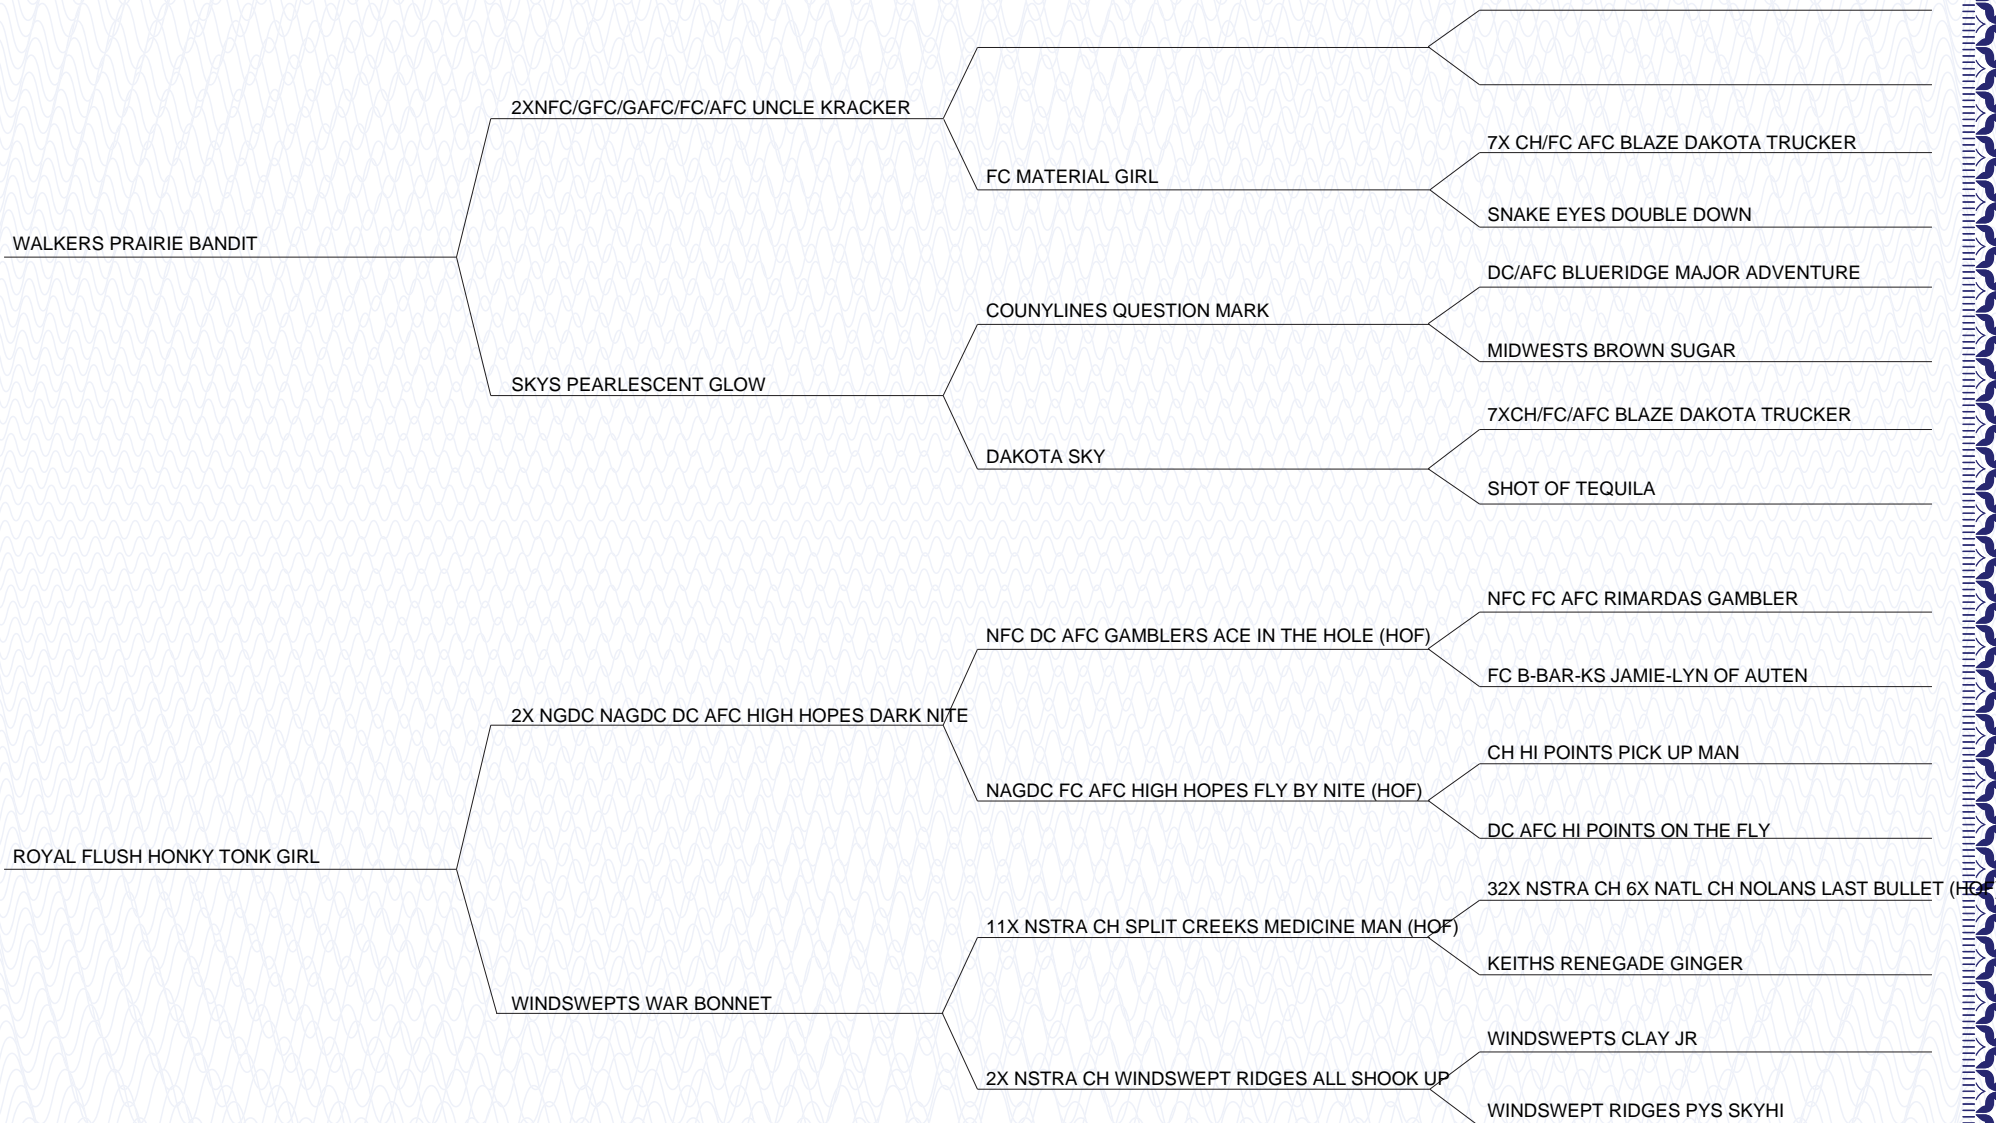 2XNFC/GFC/GAFC/FC/AFC UNCLE KRACKER
7X CH/FC AFC BLAZE DAKOTA TRUCKER
FC MATERIAL GIRL
SNAKE EYES DOUBLE DOWN
WALKERS PRAIRIE BANDIT
DC/AFC BLUERIDGE MAJOR ADVENTURE
COUNYLINES QUESTION MARK
MIDWESTS BROWN SUGAR
SKYS PEARLESCENT GLOW
7XCH/FC/AFC BLAZE DAKOTA TRUCKER
DAKOTA SKY
SHOT OF TEQUILA
NFC FC AFC RIMARDAS GAMBLER
NFC DC AFC GAMBLERS ACE IN THE HOLE (HOF)
FC B-BAR-KS JAMIE-LYN OF AUTEN
2X NGDC NAGDC DC AFC HIGH HOPES DARK NITE
CH HI POINTS PICK UP MAN
NAGDC FC AFC HIGH HOPES FLY BY NITE (HOF)
DC AFC HI POINTS ON THE FLY
ROYAL FLUSH HONKY TONK GIRL
32X NSTRA CH 6X NATL CH NOLANS LAST BULLET (HOF
11X NSTRA CH SPLIT CREEKS MEDICINE MAN (HOF)
KEITHS RENEGADE GINGER
WINDSWEPTS WAR BONNET
WINDSWEPTS CLAY JR
2X NSTRA CH WINDSWEPT RIDGES ALL SHOOK UP
WINDSWEPT RIDGES PYS SKYHI